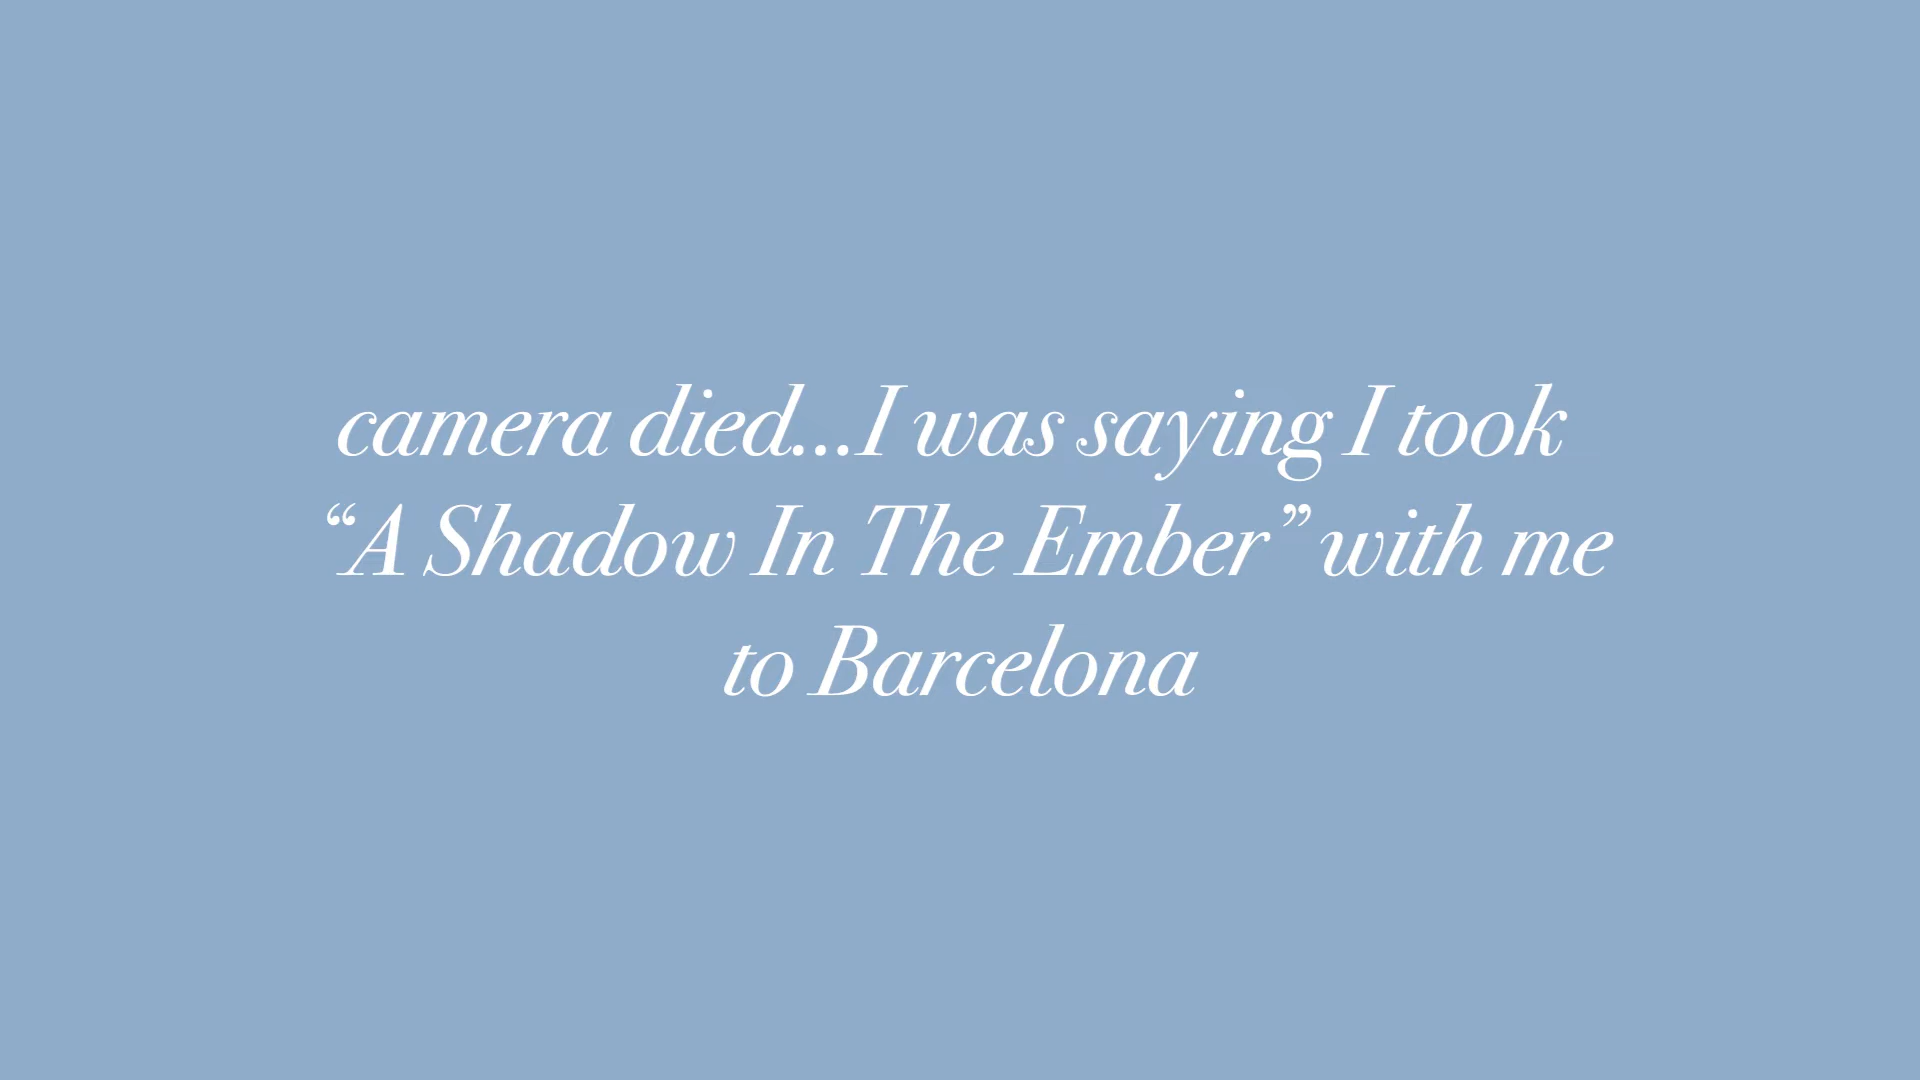 camera died...I was saying I took
“A Shadow In The Ember” with me
to Barcelona